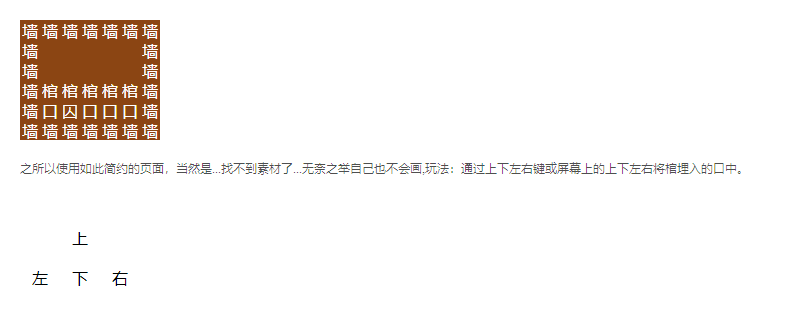 墙墙墙墙墙墙墙
墙 墙
墙 墙
墙棺棺棺棺棺墙
墙口囚口口口墙
墙墙墙墙墙墙墙
之所以使用如此简约的页面，当然是...找不到素材了...无奈之举自己也不会画,玩法：通过上下左右键或屏幕上的上下左右将棺埋入的口中。
上
左 下 右